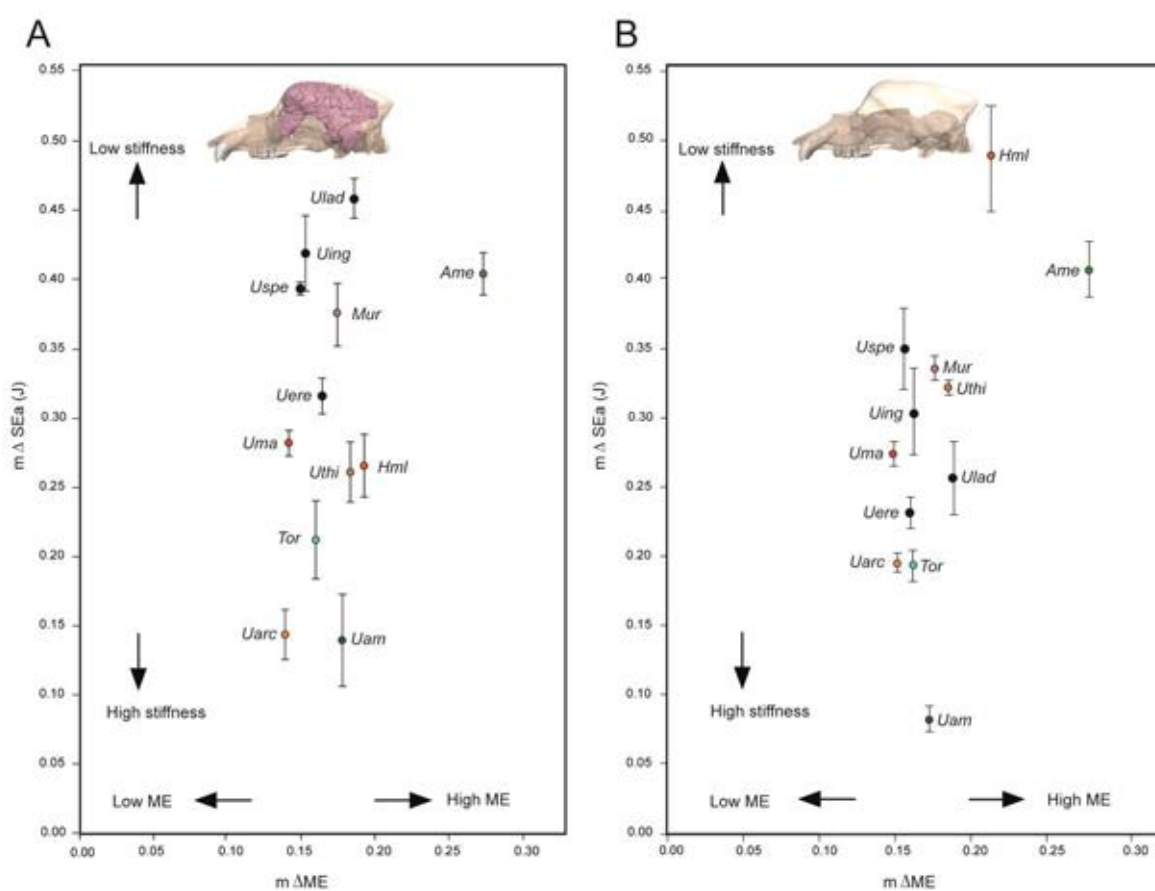 A
0.55
0.50
0.45
0.40
0.35
0.30
0.25
0.20
0.15
0.10
0.05
0.00
m Δ SEa (J)
Low stiffness
Ulad
Uing
Ame
Uspe
Mur
Uere
Uma
Uthi
Hml
Tor
Uarc
Uam
High stiffness
Low ME
High ME
0.00
0.05
0.10
0.15
0.20
0.25
0.30
m ΔME
B
0.55
0.50
0.45
0.40
0.35
0.30
0.25
0.20
0.15
0.10
0.05
0.00
m Δ SEa (J)
Low stiffness
Hml
Ame
Uspe
Mur
Uthi
Uing
Uma
Ulad
Uere
Uarc
Tor
High stiffness
Uam
Low ME
High ME
0.00
0.05
0.10
0.15
0.20
0.25
0.30
m ΔME